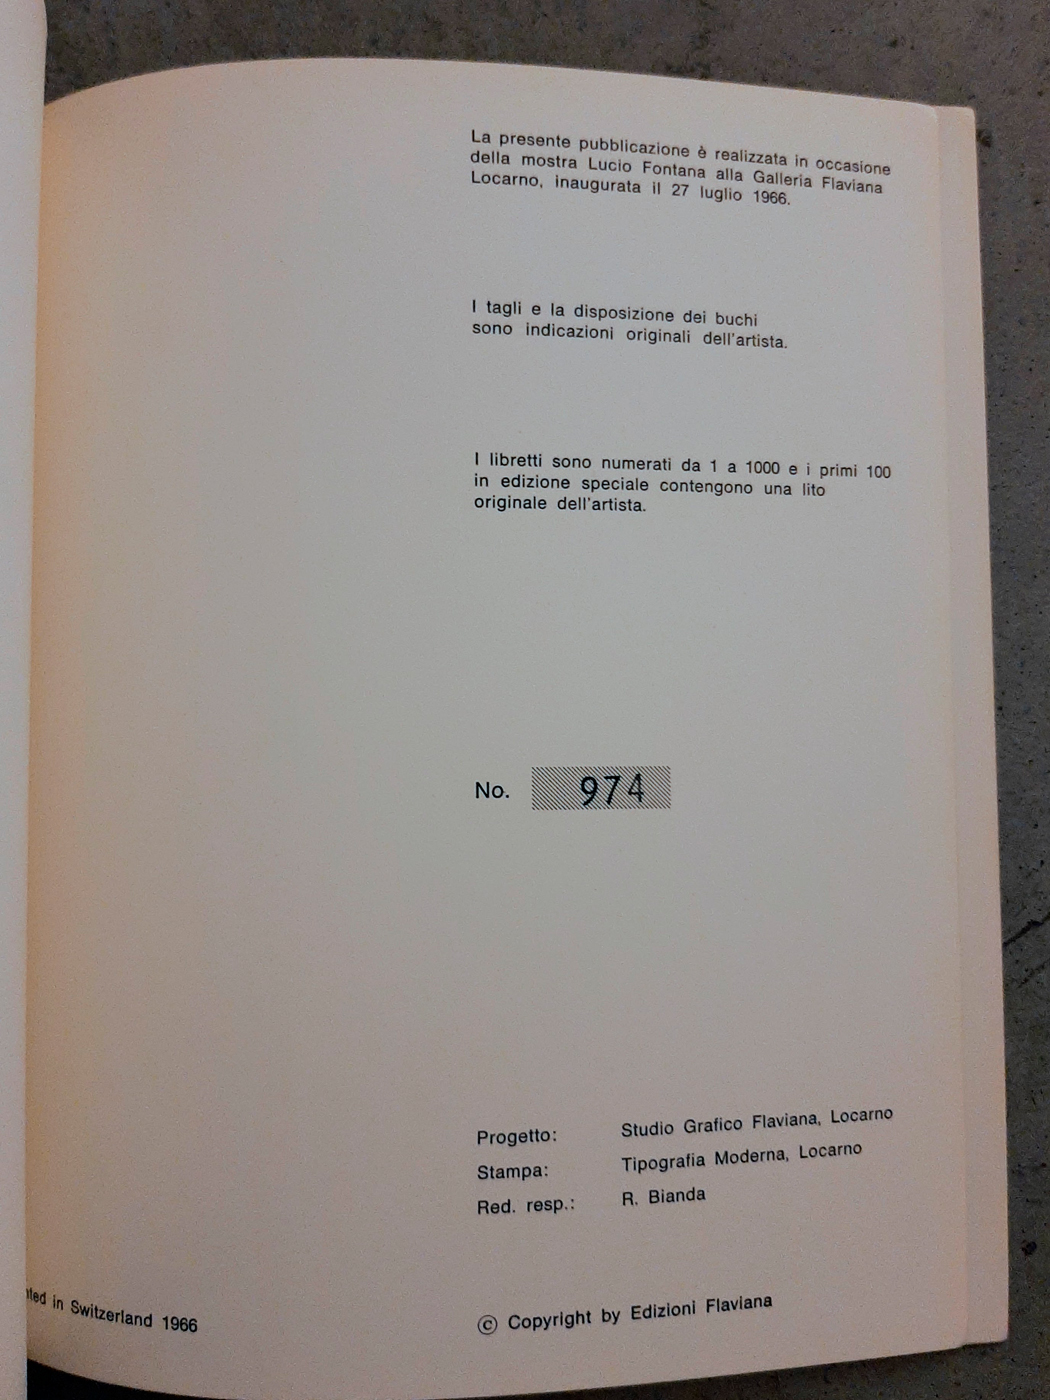 La presente pubblicazione è realizzata in occasione
della mostra Lucio Fontana alla Galleria Flaviana
Locarno, inaugurata il 27 luglio 1966.
I tagli e la disposizione dei buchi
sono indicazioni originali dell'artista.
I libretti sono numerati da 1 a 1000 e i primi 100
in edizione speciale contengono una lito
originale dell'artista.
No. 974
Progetto: Studio Grafico Flaviana, Locarno
Stampa: Tipografia Moderna, Locarno
Red. resp.: R. Bianda
in Switzerland 1966
© Copyright by Edizioni Flaviana